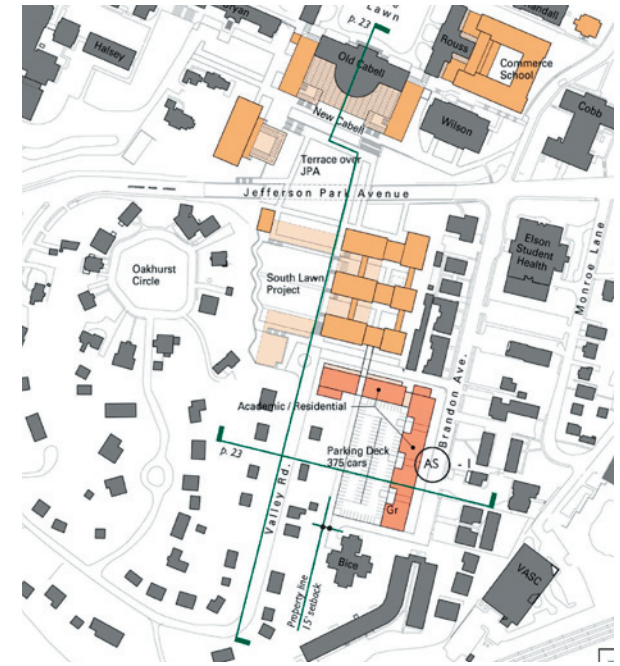 Lawn
p. 23
Halsey
Old Cabell
Rouss
Commerce
School
Cobb
New Cabell
Wilson
Terrace over
JPA
Jefferson Park Avenue
Elson
Student
Health
Monroe Lane
Oakhurst
Circle
South Lawn
Project
Brandon Ave.
Academic / Residential
p. 23
Parking Deck
375 cars
AS - I
Valley Rd.
Gr
Bice
Property line
15' setback
VASC